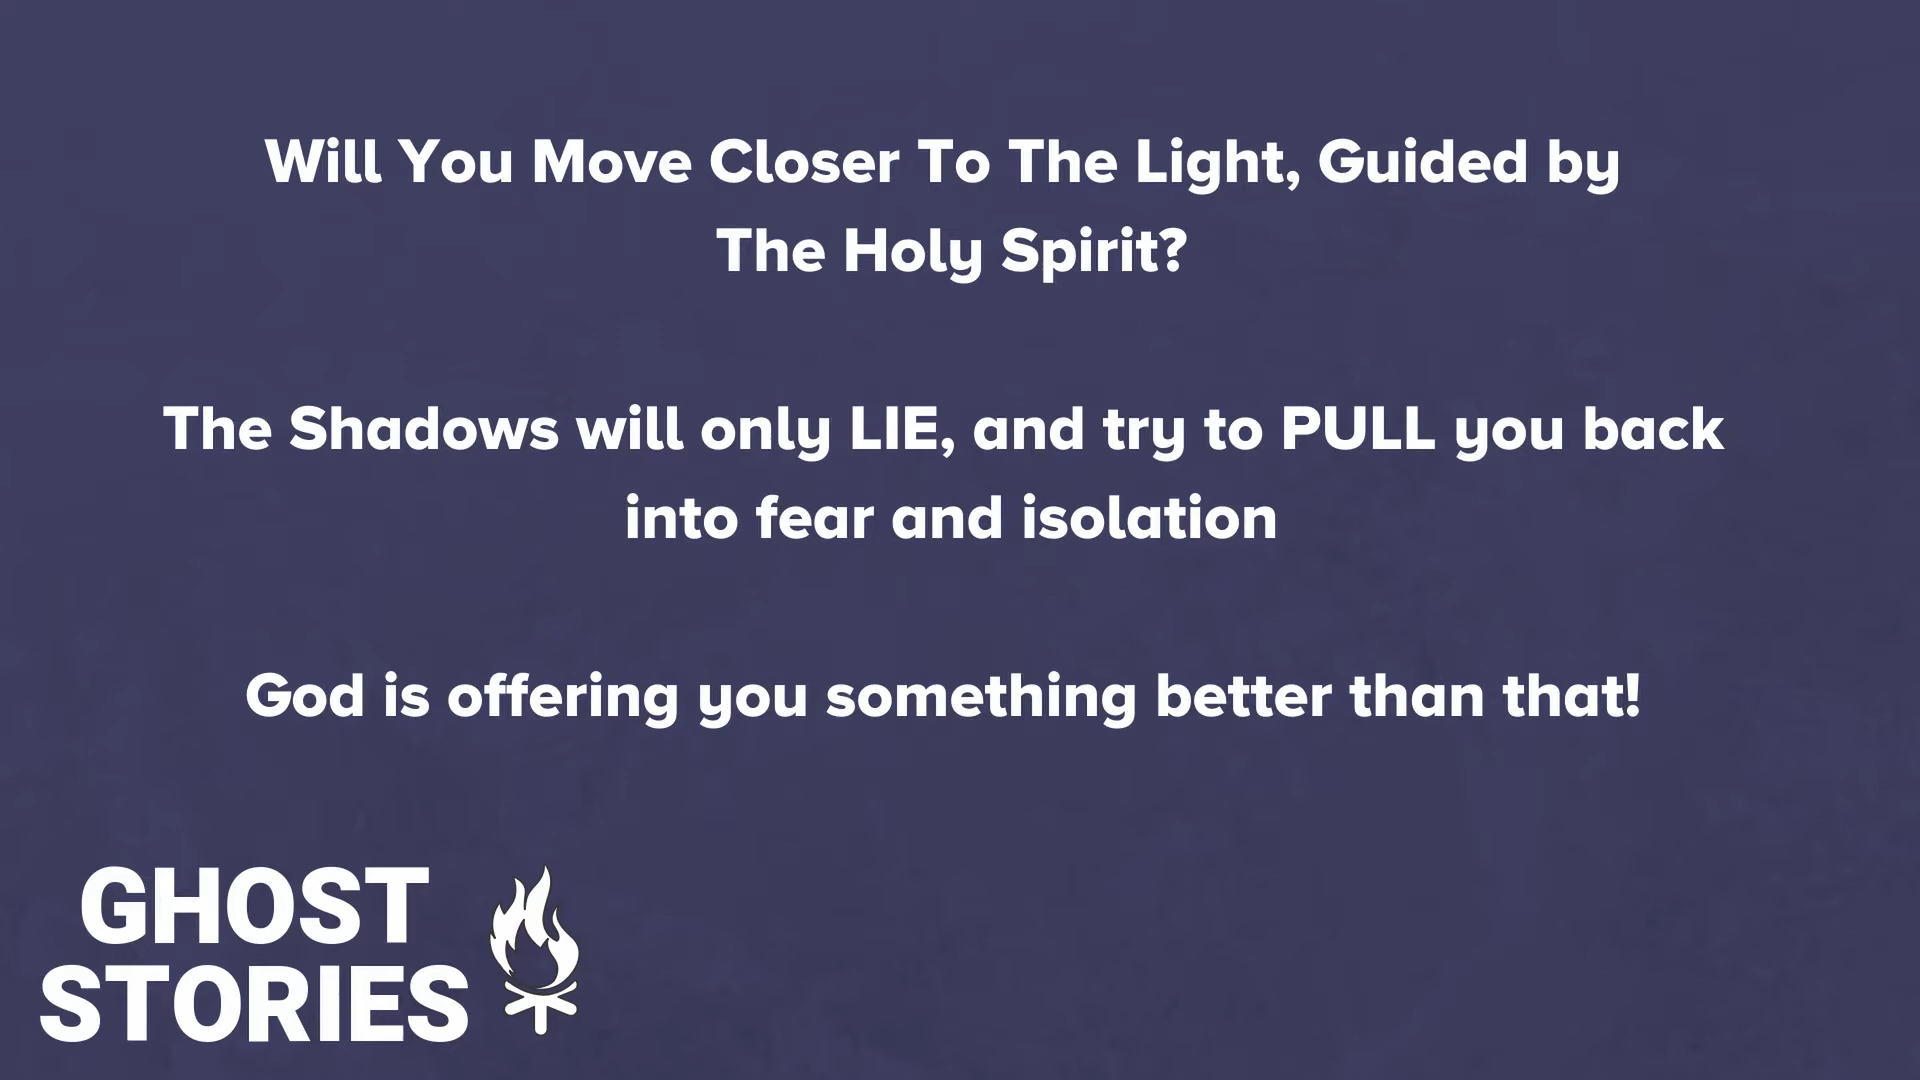 Will You Move Closer To The Light, Guided by
The Holy Spirit?
The Shadows will only LIE, and try to PULL you back
into fear and isolation
God is offering you something better than that!
GHOST
STORIES